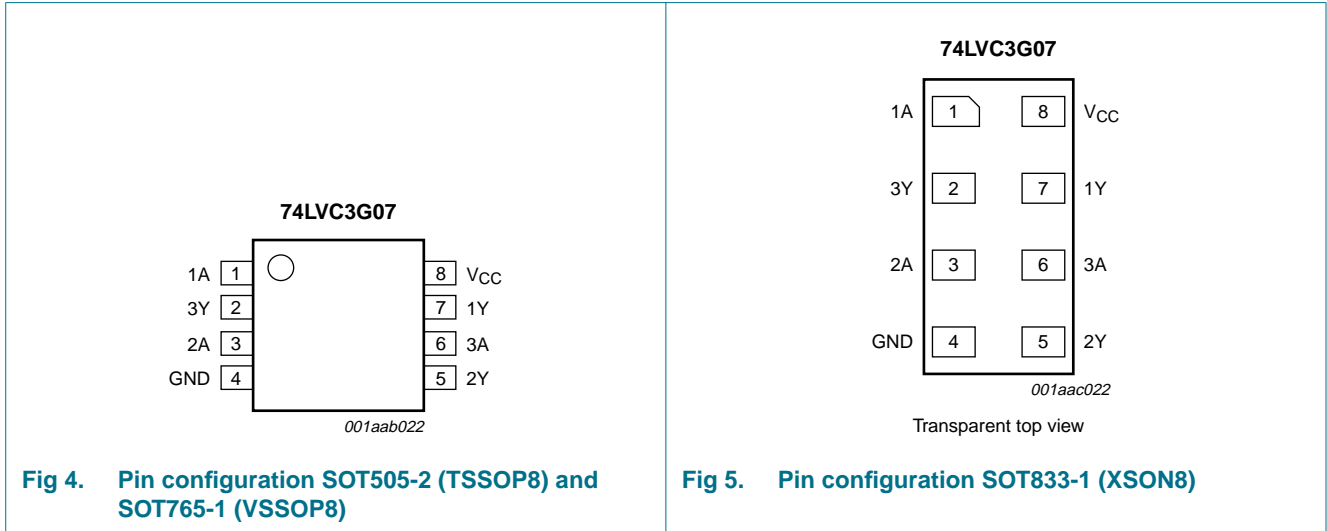 74LVC3G07
1A 1 8 VCC
3Y 2 7 1Y
2A 3 6 3A
GND 4 5 2Y
001aab022
Fig 4. Pin configuration SOT505-2 (TSSOP8) and
SOT765-1 (VSSOP8)
74LVC3G07
1A 1 8 VCC
3Y 2 7 1Y
2A 3 6 3A
GND 4 5 2Y
001aac022
Transparent top view
Fig 5. Pin configuration SOT833-1 (XSON8)